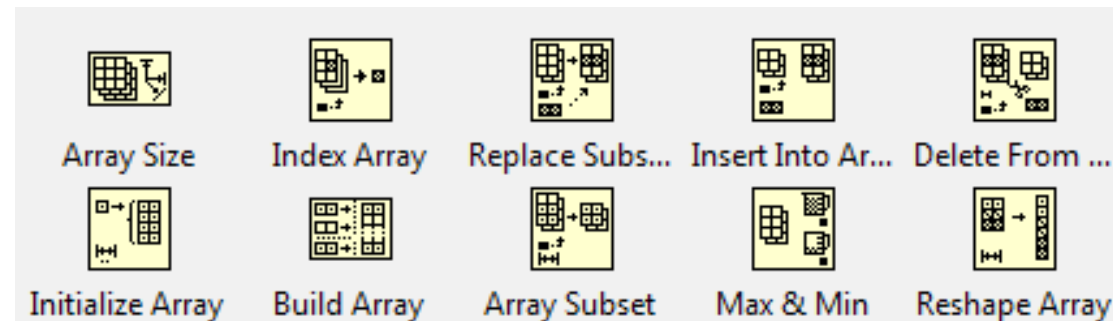 Array Size Index Array Replace Subs... Insert Into Ar... Delete From ...
Initialize Array Build Array Array Subset Max & Min Reshape Array